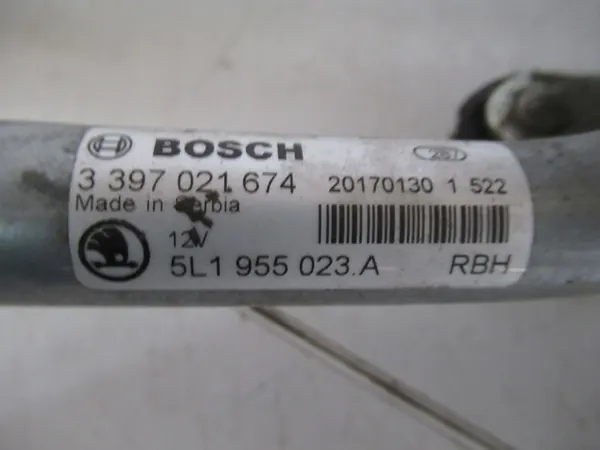 BOSCH
3 397 021 674 20170130 1 522
Made in Serbia
12V
5L1 955 023.A RBH